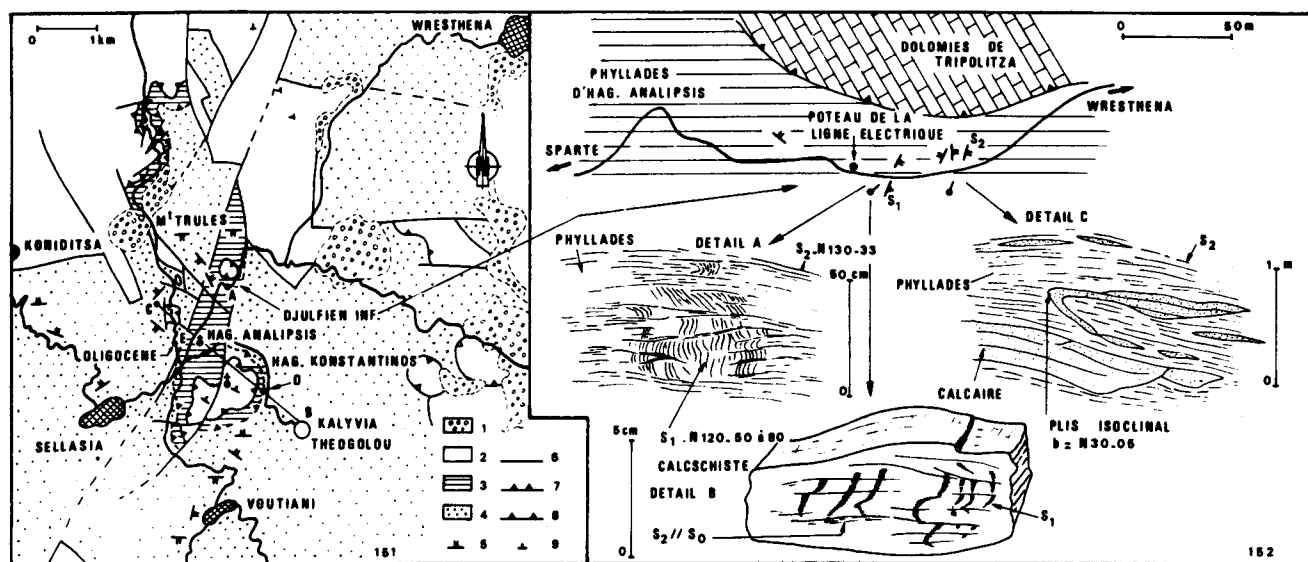 0 1km
WRESTHENA
Mt TRULES
KONIDITSA
A
C
DJULFIEN INF.
HAG. ANALIPSIS
OLIGOCENE
HAG. KONSTANTINOS
D
B
KALYVIA
THEOGOLOU
SELLASIA
VOUTIANI
1
2
3
4
5
6
7
8
9
151
0 50m
DOLOMIES DE
TRIPOLITZA
PHYLLADES
D'HAG. ANALIPSIS
WRESTHENA
POTEAU DE LA
LIGNE ELECTRIQUE
S2
SPARTE
S1
DETAIL C
PHYLLADES
DETAIL A
S2.N130-33
S2
50 cm
0
PHYLLADES
1 m
0
CALCAIRE
PLIS ISOCLINAL
b = N30.05
S1.N120.50 à 80
5cm
0
CALCSCHISTE
DETAIL B
S1
S2 // S0
152